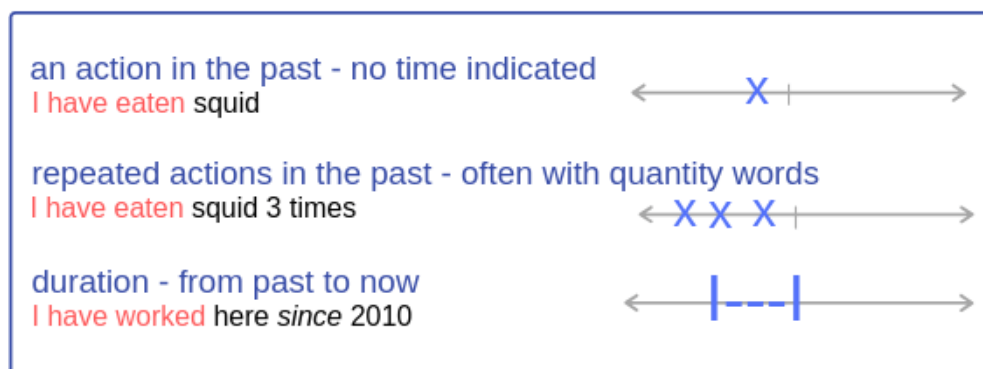 an action in the past - no time indicated
I have eaten squid
repeated actions in the past - often with quantity words
I have eaten squid 3 times
duration - from past to now
I have worked here since 2010